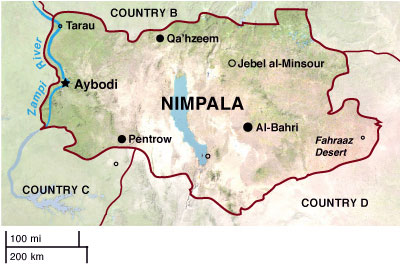 COUNTRY B
Tarau
Qa'hzeem
Jebel al-Minsour
Zampi River
Aybodi
NIMPALA
Al-Bahri
Pentrow
Fahraaz
Desert
COUNTRY C
COUNTRY D
100 mi
200 km